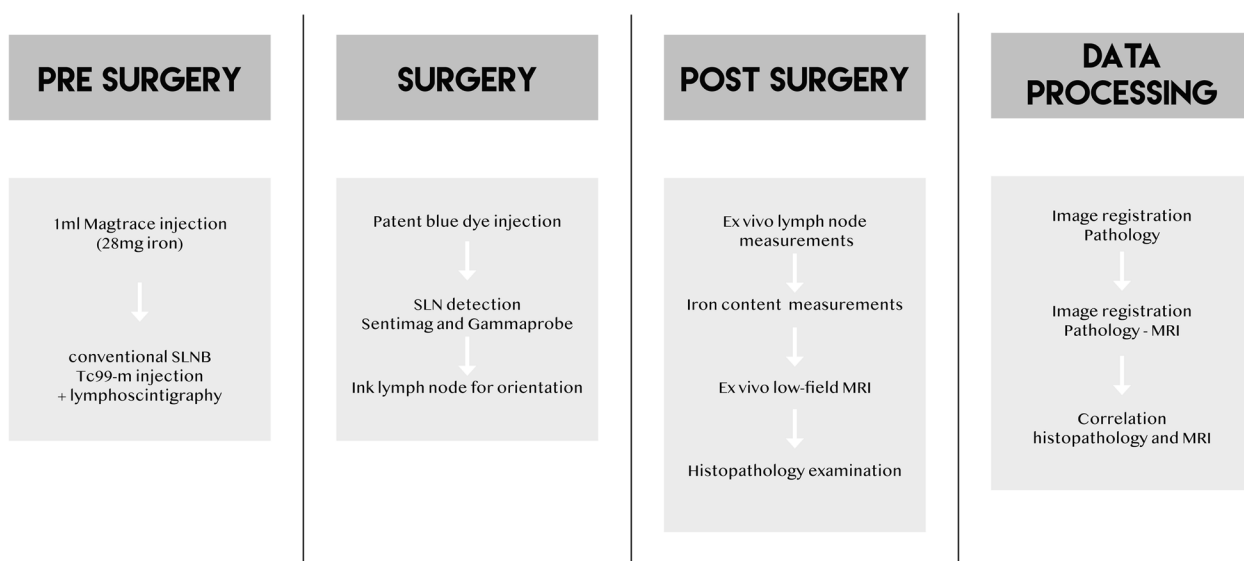 PRE SURGERY
1ml Magtrace injection
(28mg iron)
conventional SLNB
Tc99-m injection
+ lymphoscintigraphy
SURGERY
Patent blue dye injection
SLN detection
Sentimag and Gammaprobe
Ink lymph node for orientation
POST SURGERY
Ex vivo lymph node
measurements
Iron content measurements
Ex vivo low-field MRI
Histopathology examination
DATA
PROCESSING
Image registration
Pathology
Image registration
Pathology - MRI
Correlation
histopathology and MRI